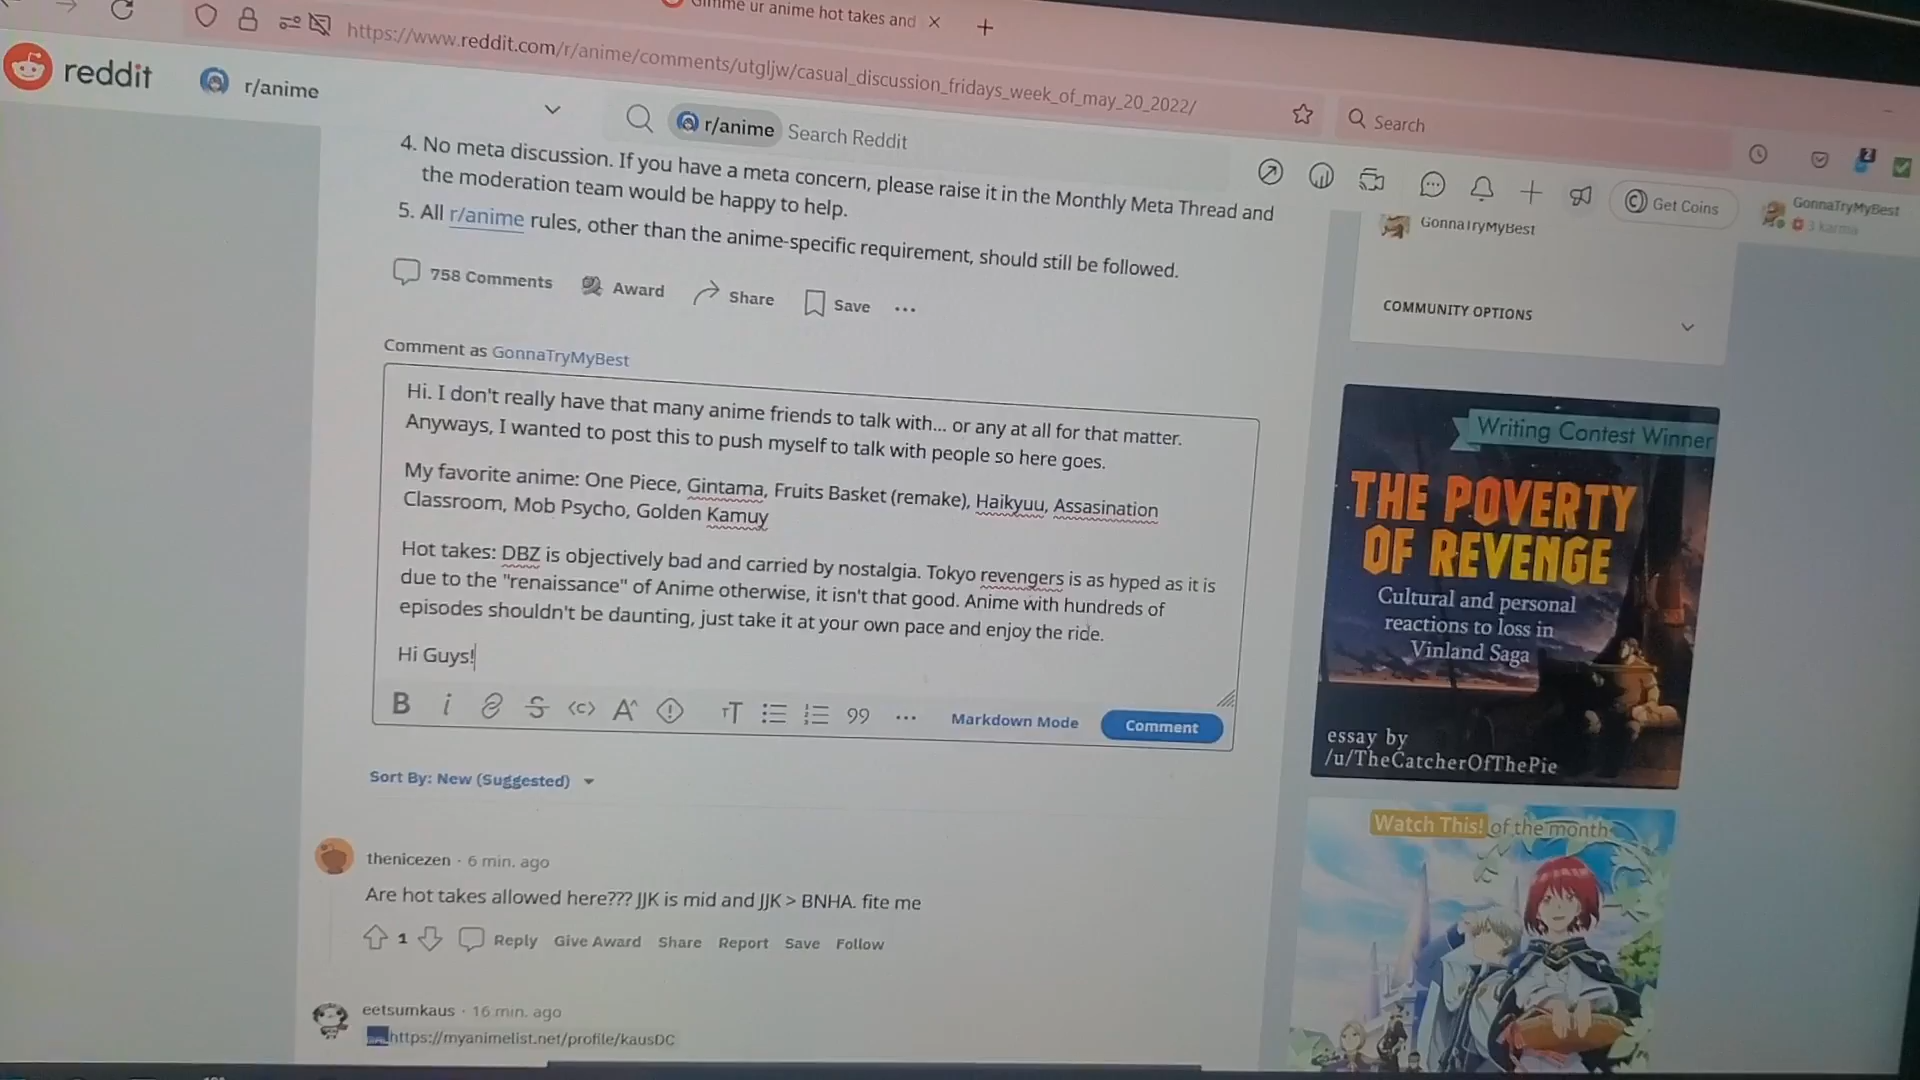 Gimme ur anime hot takes and
https://www.reddit.com/r/anime/comments/utgljw/casual_discussion_fridays_week_of_may_20_2022/
Search
2
reddit
r/anime
r/anime Search Reddit
Get Coins
GonnaTryMyBest
3 karma
4. No meta discussion. If you have a meta concern, please raise it in the Monthly Meta Thread and
the moderation team would be happy to help.
5. All r/anime rules, other than the anime-specific requirement, should still be followed.
758 Comments Award Share Save ...
Comment as GonnaTryMyBest
Hi. I don't really have that many anime friends to talk with... or any at all for that matter.
Anyways, I wanted to post this to push myself to talk with people so here goes.
My favorite anime: One Piece, Gintama, Fruits Basket (remake), Haikyuu, Assasination
Classroom, Mob Psycho, Golden Kamuy
Hot takes: DBZ is objectively bad and carried by nostalgia. Tokyo revengers is as hyped as it is
due to the "renaissance" of Anime otherwise, it isn't that good. Anime with hundreds of
episodes shouldn't be daunting, just take it at your own pace and enjoy the ride.
Hi Guys!
Markdown Mode Comment
Sort By: New (Suggested)
thenicezen · 6 min. ago
Are hot takes allowed here??? JJK is mid and JJK > BNHA. fite me
1 Reply Give Award Share Report Save Follow
eetsumkaus · 16 min. ago
https://myanimelist.net/profile/kausDC
GonnaTryMyBest
COMMUNITY OPTIONS
Writing Contest Winner
THE POVERTY
OF REVENGE
Cultural and personal
reactions to loss in
Vinland Saga
essay by
/u/TheCatcherOfThePie
Watch This! of the month